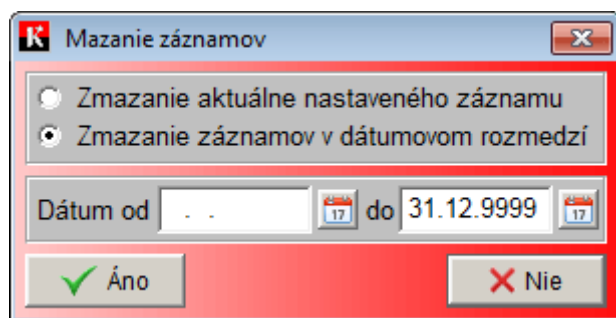 Mazanie záznamov
Zmazanie aktuálne nastaveného záznamu
Zmazanie záznamov v dátumovom rozmedzí
Dátum od . . 17 do 31.12.9999 17
Áno Nie